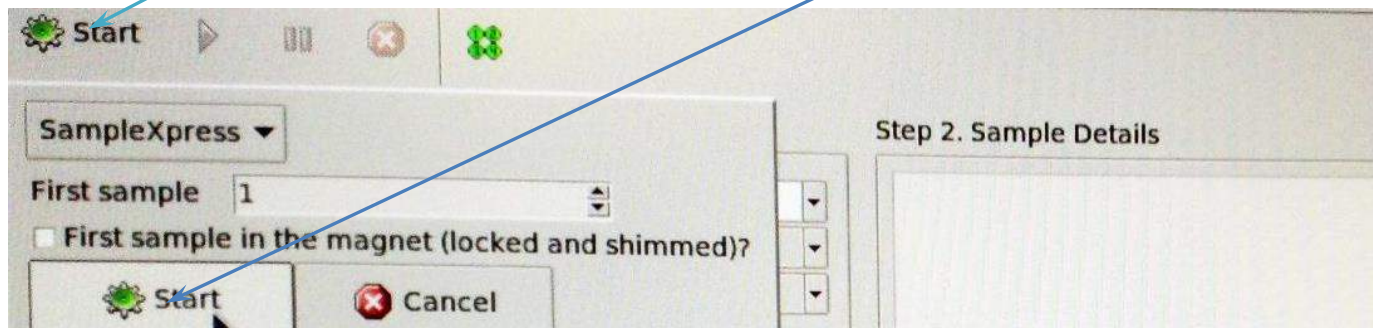 Start
SampleXpress
Step 2. Sample Details
First sample 1
First sample in the magnet (locked and shimmed)?
Start Cancel